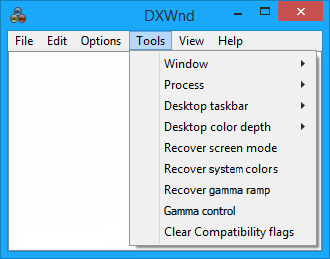 DXWnd
File Edit Options Tools View Help
Window
Process
Desktop taskbar
Desktop color depth
Recover screen mode
Recover system colors
Recover gamma ramp
Gamma control
Clear Compatibility flags